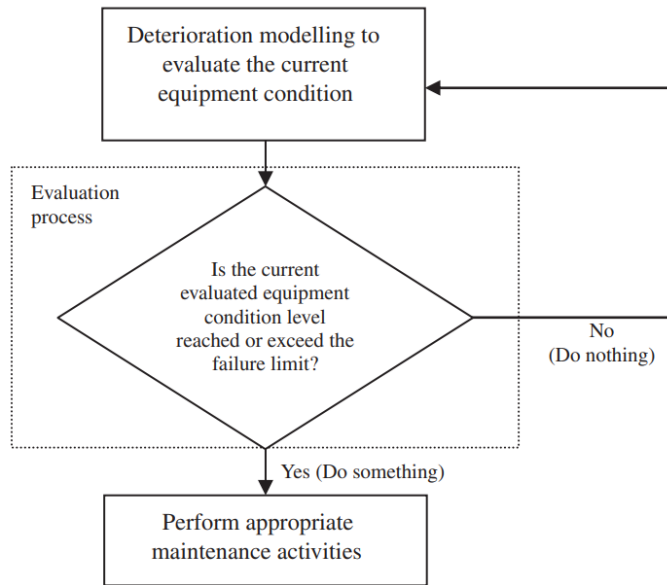 Deterioration modelling to
evaluate the current
equipment condition
Evaluation
process
Is the current
evaluated equipment
condition level
reached or exceed the
failure limit?
No
(Do nothing)
Yes (Do something)
Perform appropriate
maintenance activities